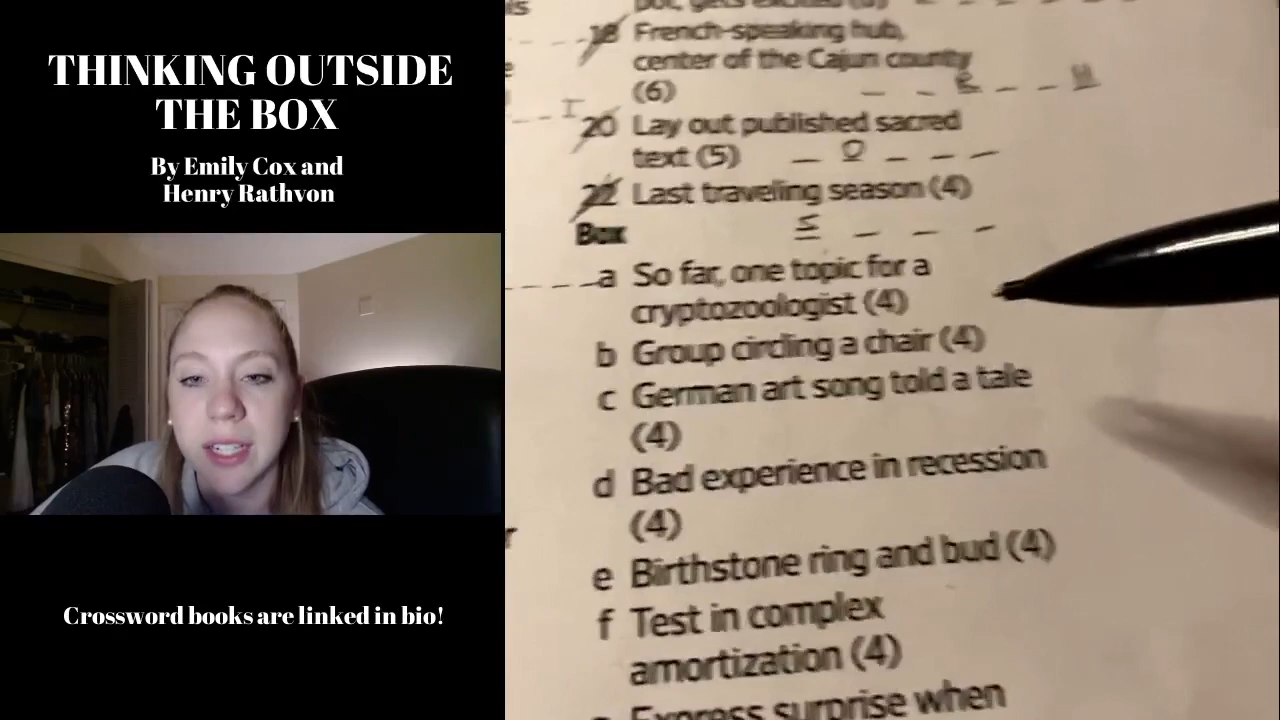 THINKING OUTSIDE
THE BOX
By Emily Cox and
Henry Rathvon
Crossword books are linked in bio!
18 French-speaking hub,
center of the Cajun county
(6)
20 Lay out published sacred
text (5)
22 Last traveling season (4)
Box
a So far, one topic for a
cryptozoologist (4)
b Group circling a chair (4)
c German art song told a tale
(4)
d Bad experience in recession
(4)
e Birthstone ring and bud (4)
f Test in complex
amortization (4)
Express surprise when